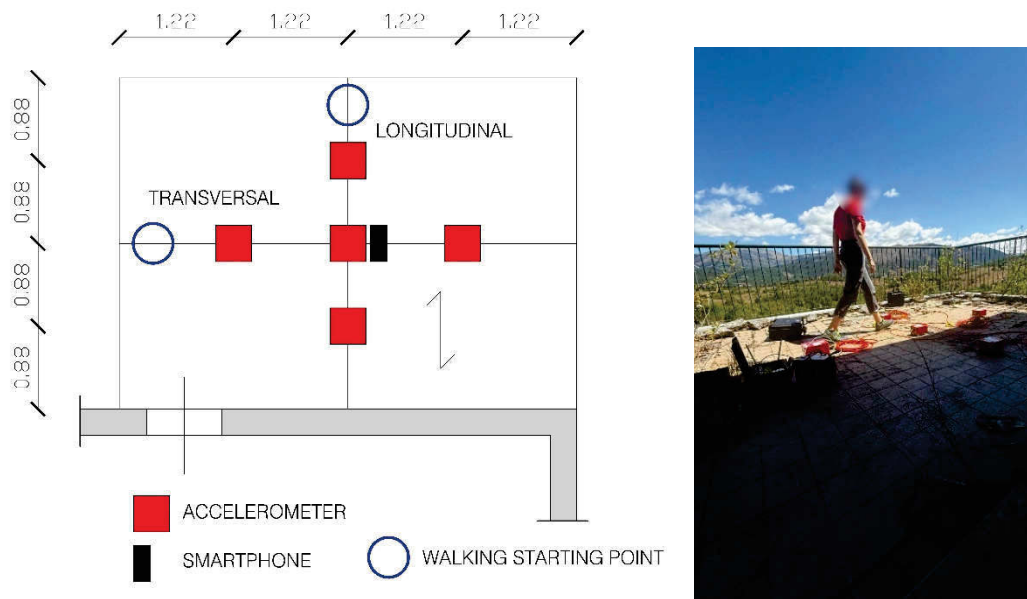 1.22 1.22 1.22 1.22
0.88
0.88
0.88
0.88
LONGITUDINAL
TRANSVERSAL
ACCELEROMETER
SMARTPHONE
WALKING STARTING POINT